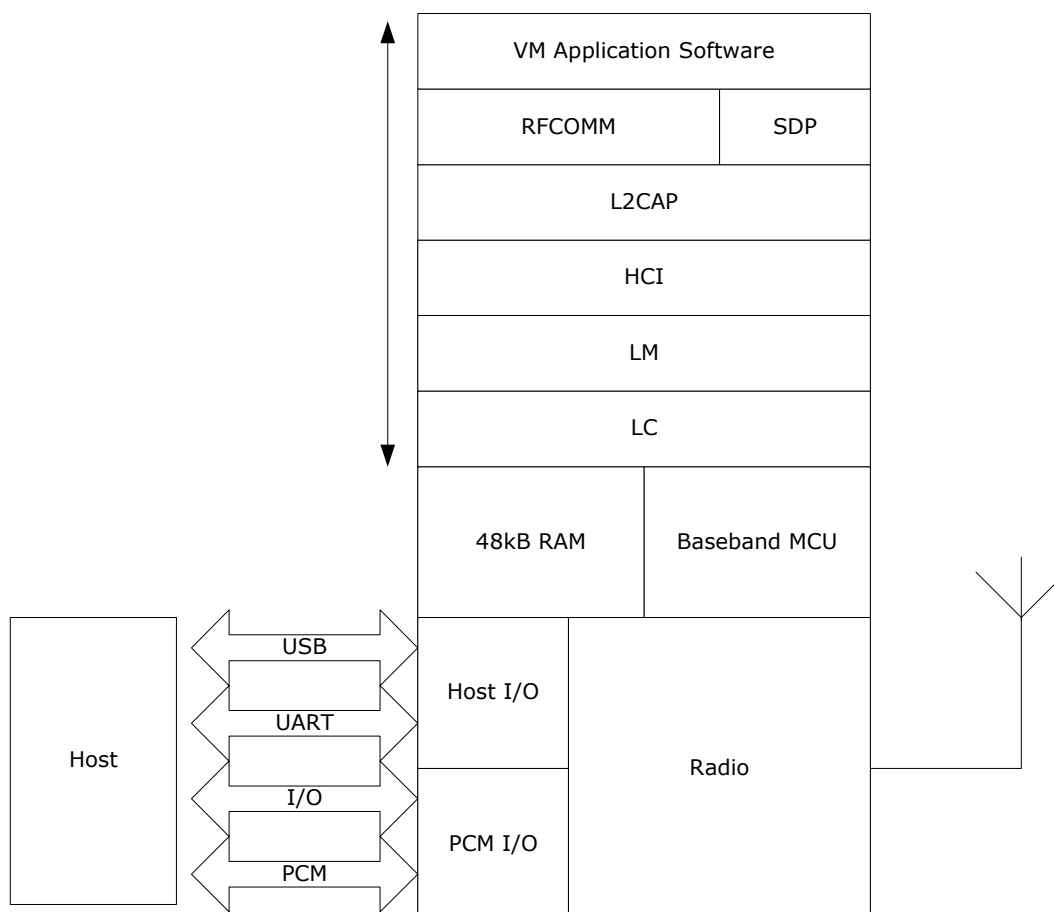 VM Application Software
RFCOMM
SDP
L2CAP
HCI
LM
LC
48kB RAM
Baseband MCU
USB
Host I/O
UART
Host
Radio
I/O
PCM I/O
PCM